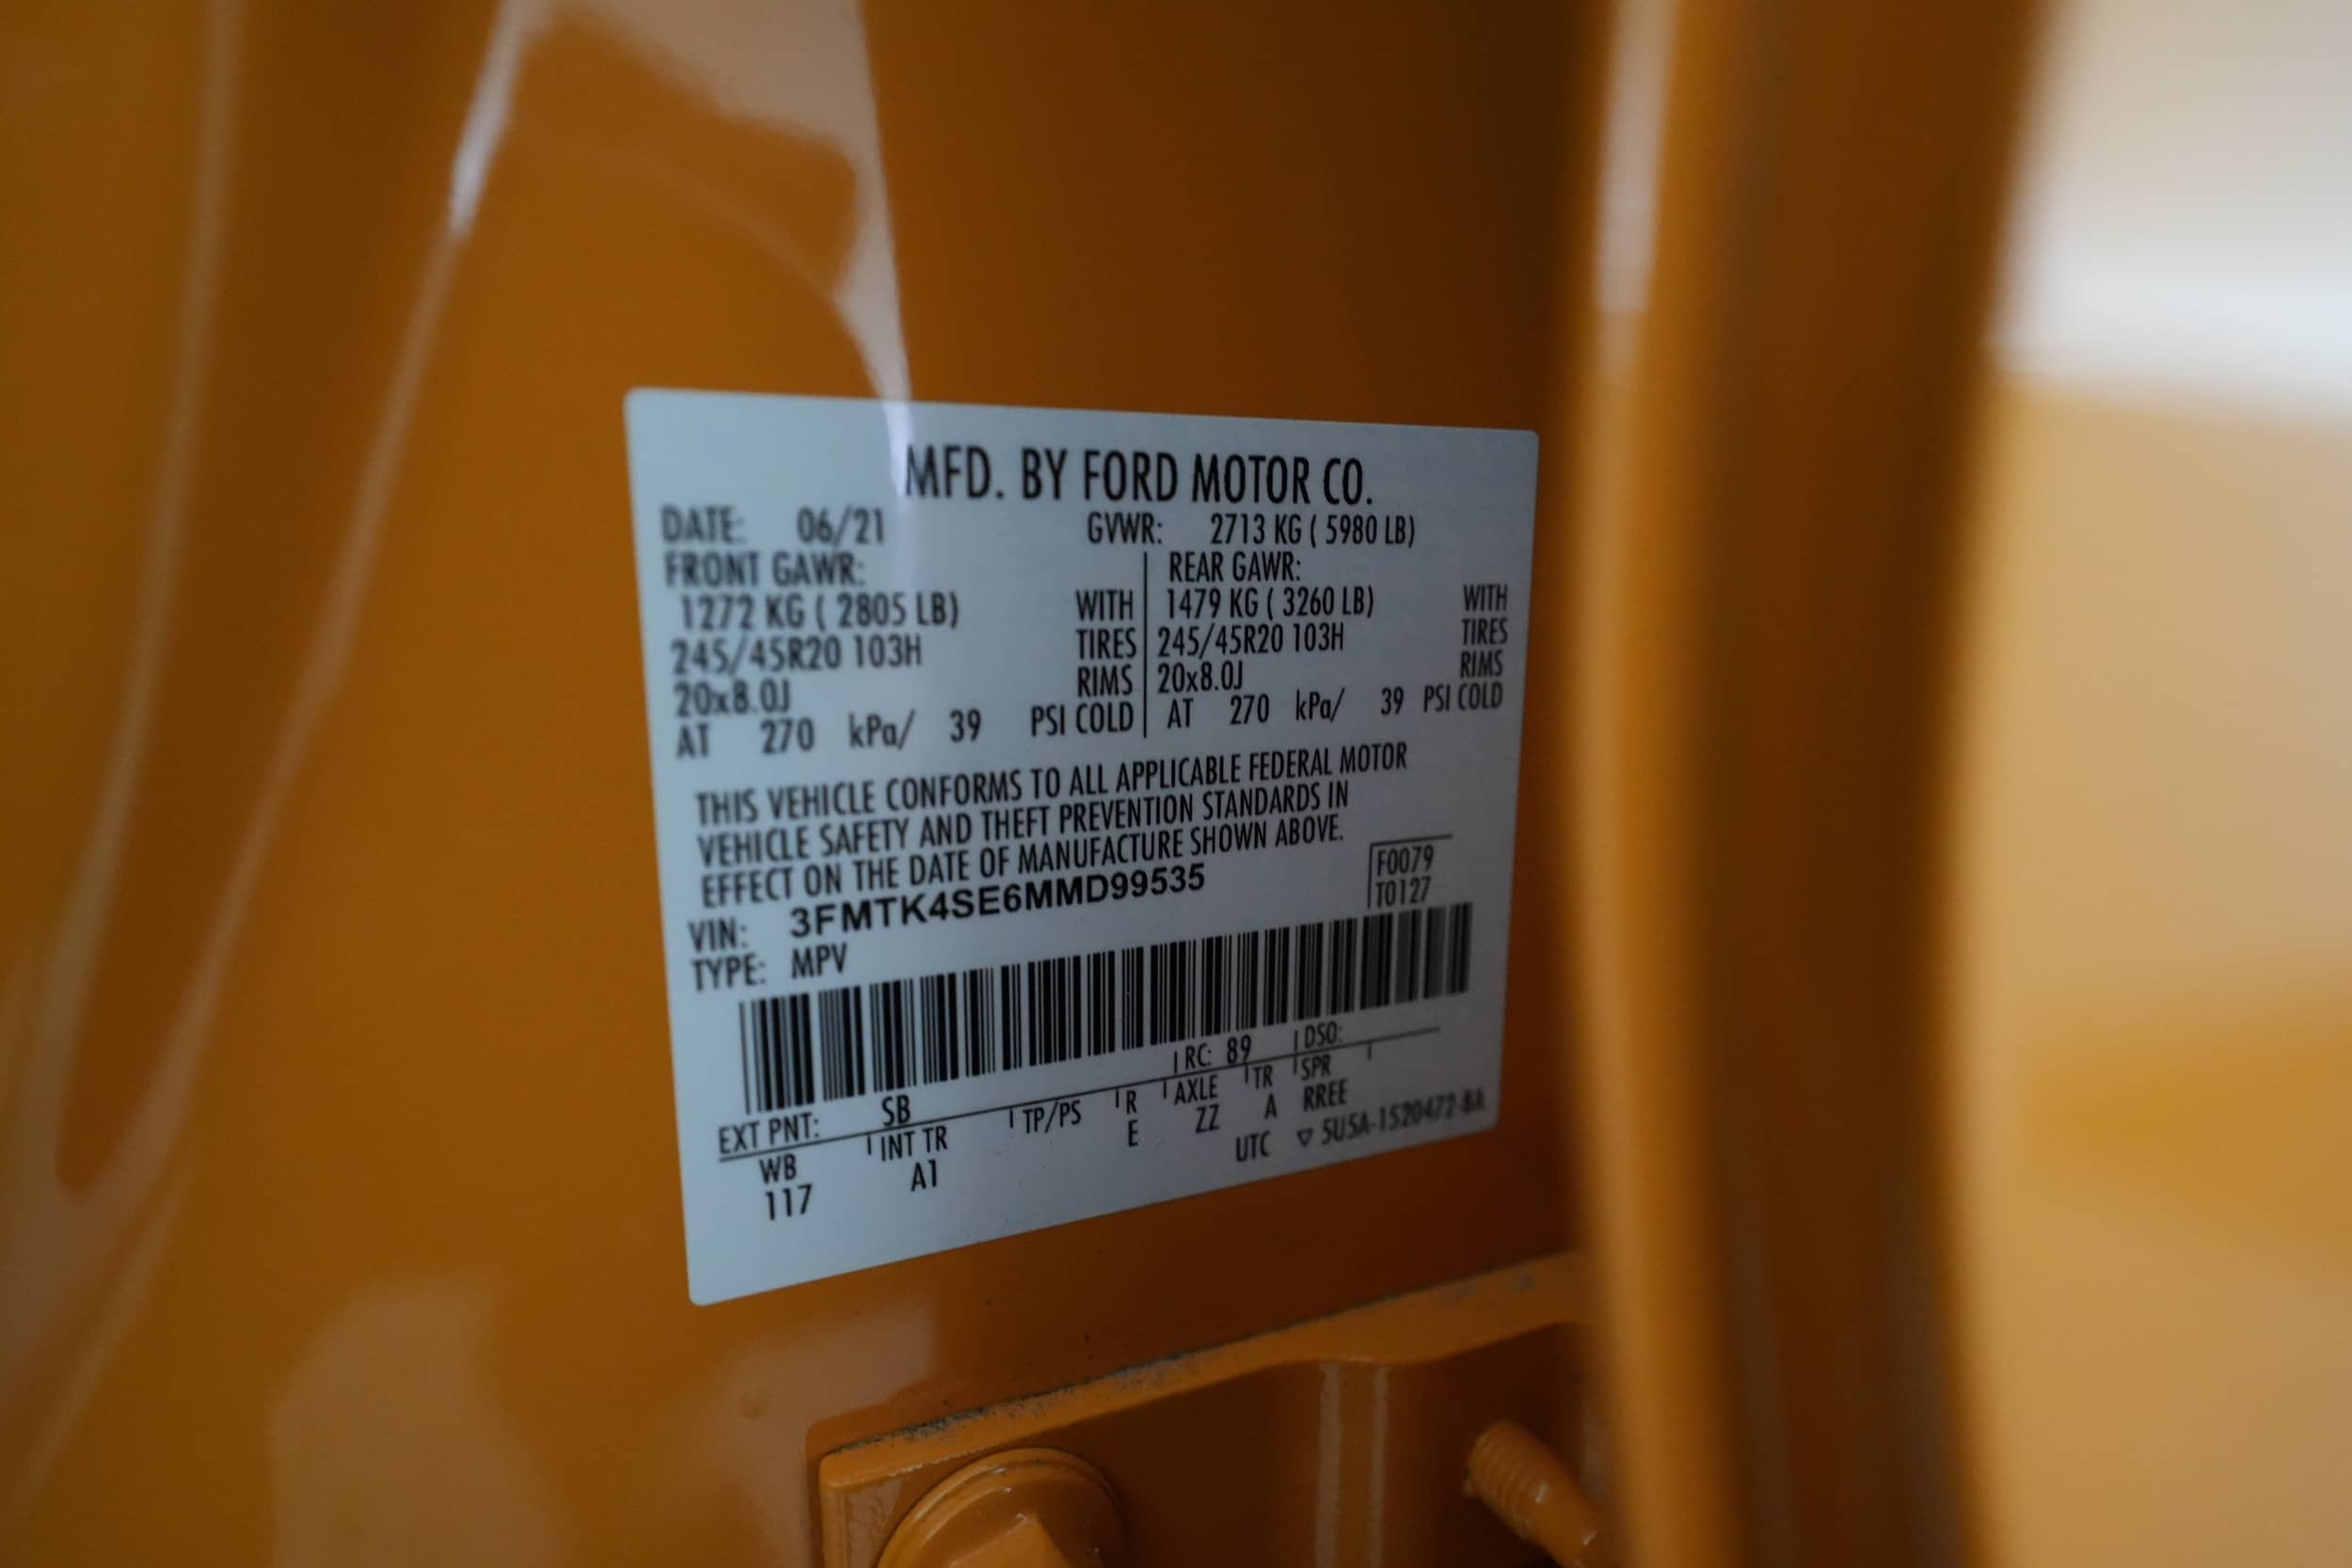 MFD. BY FORD MOTOR CO.
DATE: 06/21 GVWR: 2713 KG ( 5980 LB)
FRONT GAWR: REAR GAWR:
1272 KG ( 2805 LB) WITH 1479 KG ( 3260 LB) WITH
245/45R20 103H TIRES 245/45R20 103H TIRES
20x8.0J RIMS 20x8.0J RIMS
AT 270 kPa/ 39 PSI COLD AT 270 kPa/ 39 PSI COLD
THIS VEHICLE CONFORMS TO ALL APPLICABLE FEDERAL MOTOR
VEHICLE SAFETY AND THEFT PREVENTION STANDARDS IN
EFFECT ON THE DATE OF MANUFACTURE SHOWN ABOVE.
VIN: 3FMTK4SE6MMD99535 F0079
TYPE: MPV T0127
EXT PNT: SB RC: 89 DSO:
WB INT TR TP/PS R AXLE TR SPR
117 A1 E ZZ A RREE
UTC ▽ 5U5A-1520472-BA